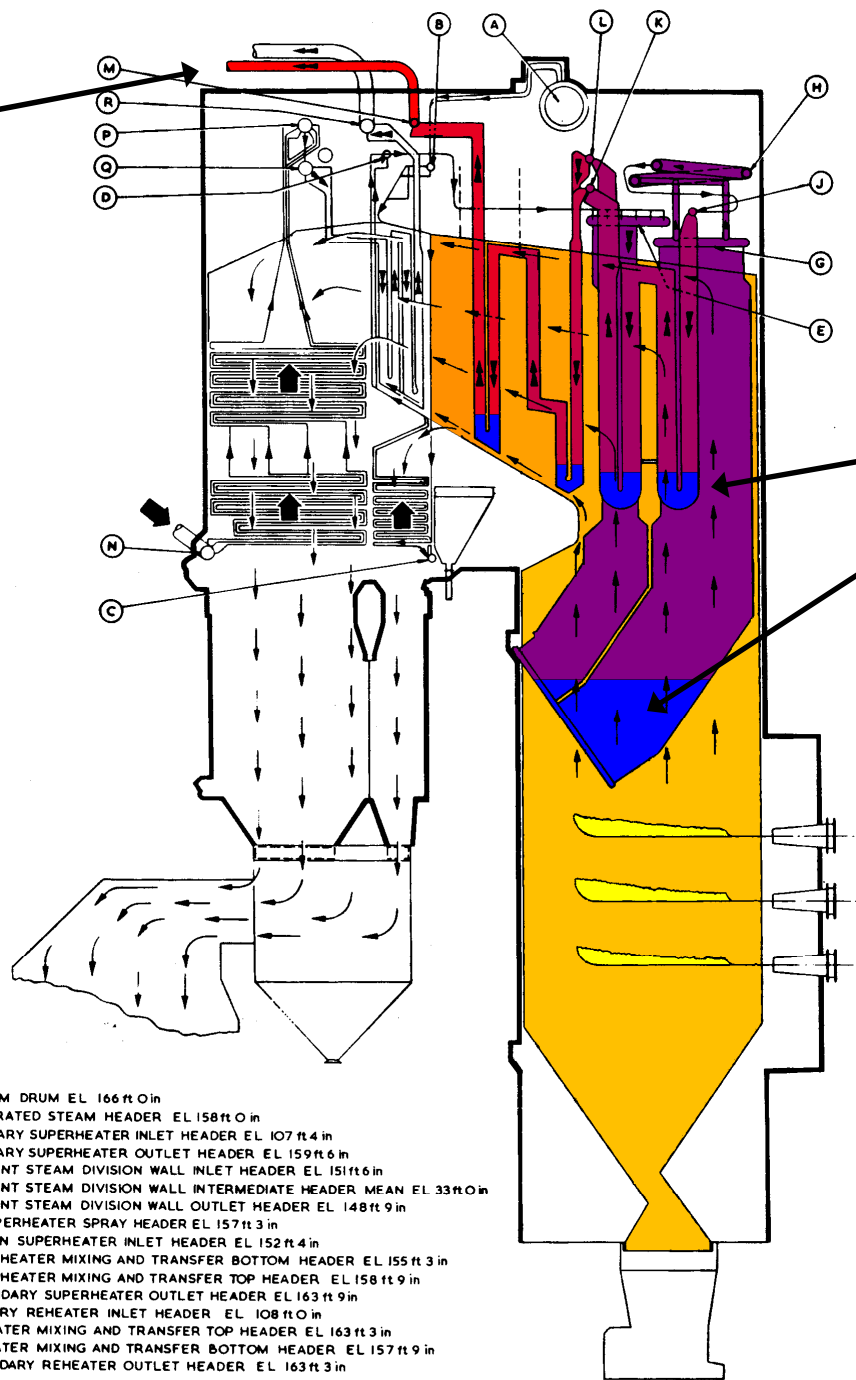 B
A
L
K
M
R
P
Q
D
H
J
G
E
N
C
M DRUM EL 166 ft 0 in
RATED STEAM HEADER EL 158 ft 0 in
ARY SUPERHEATER INLET HEADER EL 107 ft 4 in
ARY SUPERHEATER OUTLET HEADER EL 159 ft 6 in
NT STEAM DIVISION WALL INLET HEADER EL 151 ft 6 in
NT STEAM DIVISION WALL INTERMEDIATE HEADER MEAN EL 33 ft 0 in
NT STEAM DIVISION WALL OUTLET HEADER EL 148 ft 9 in
PERHEATER SPRAY HEADER EL 157 ft 3 in
N SUPERHEATER INLET HEADER EL 152 ft 4 in
HEATER MIXING AND TRANSFER BOTTOM HEADER EL 155 ft 3 in
HEATER MIXING AND TRANSFER TOP HEADER EL 158 ft 9 in
DARY SUPERHEATER OUTLET HEADER EL 163 ft 9 in
RY REHEATER INLET HEADER EL 108 ft 0 in
ATER MIXING AND TRANSFER TOP HEADER EL 163 ft 3 in
ATER MIXING AND TRANSFER BOTTOM HEADER EL 157 ft 9 in
DARY REHEATER OUTLET HEADER EL 163 ft 3 in